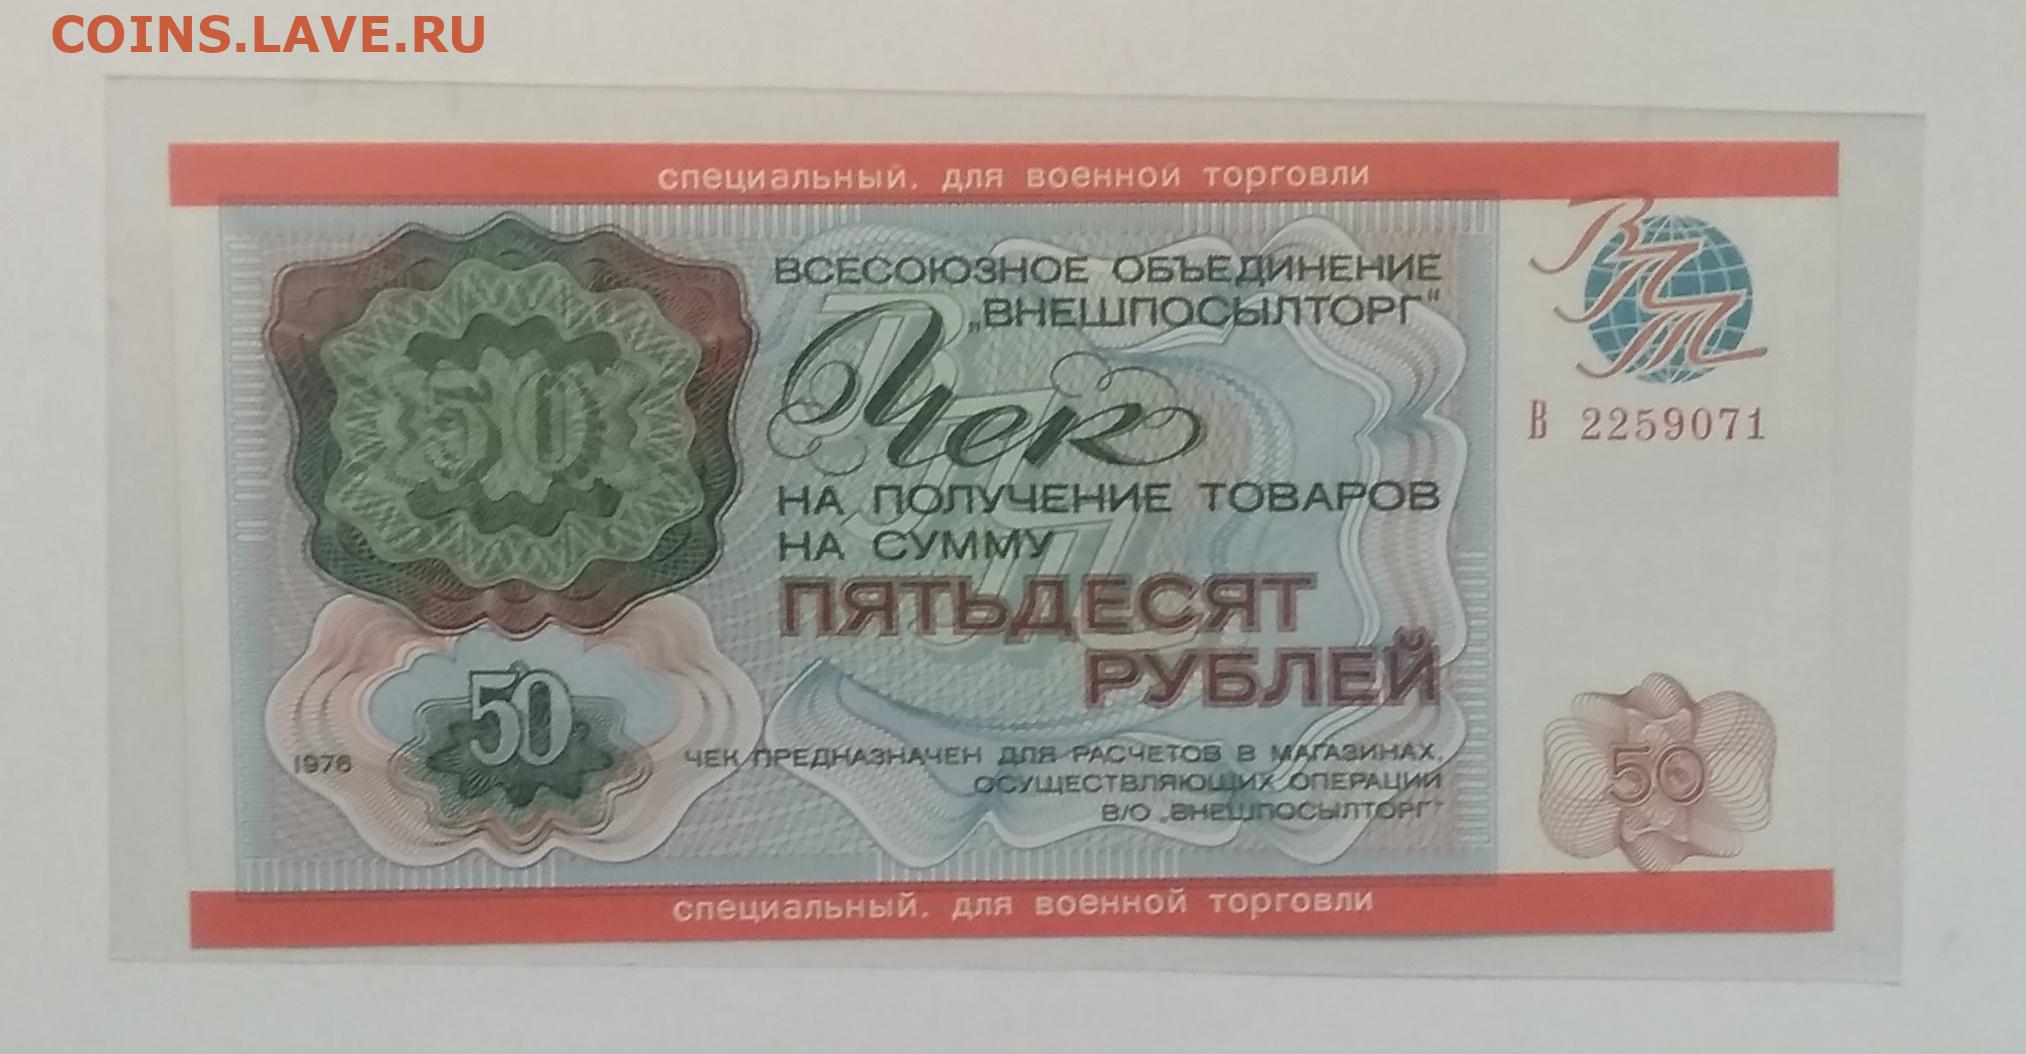 COINS.LAVE.RU
специальный. для военной торговли
50
ВСЕСОЮЗНОЕ ОБЪЕДИНЕНИЕ
„ВНЕШПОСЫЛТОРГ“
ВПТ
Чек
В 2259071
НА ПОЛУЧЕНИЕ ТОВАРОВ
НА СУММУ
ПЯТЬДЕСЯТ
РУБЛЕЙ
50
1976
ЧЕК ПРЕДНАЗНАЧЕН ДЛЯ РАСЧЕТОВ В МАГАЗИНАХ,
ОСУЩЕСТВЛЯЮЩИХ ОПЕРАЦИИ
В/О „ВНЕШПОСЫЛТОРГ“
50
специальный. для военной торговли